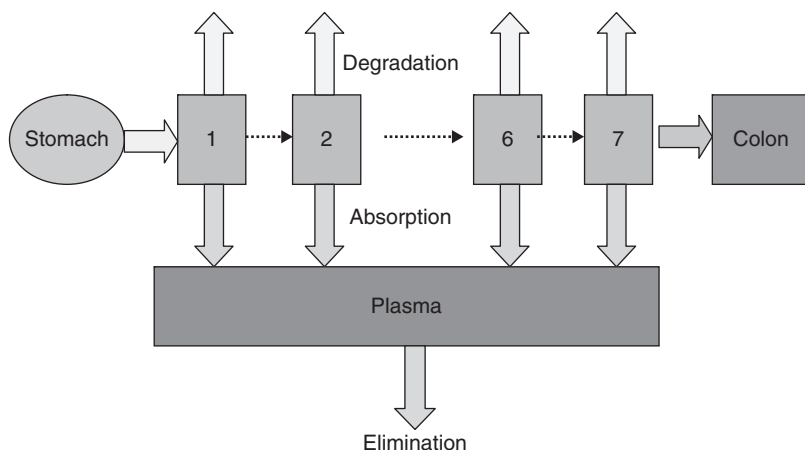 Degradation
Stomach
1
2
6
7
Colon
Absorption
Plasma
Elimination